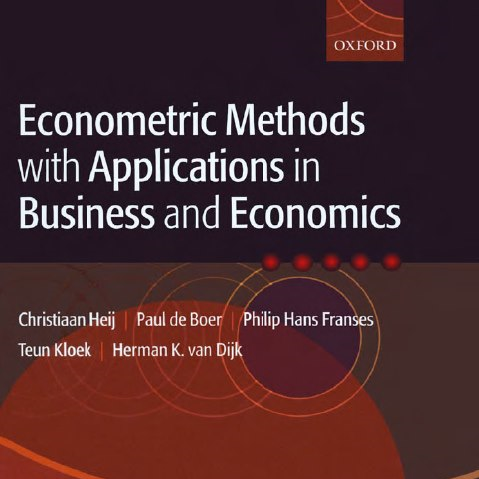 OXFORD
Econometric Methods
with Applications in
Business and Economics
Christiaan Heij | Paul de Boer | Philip Hans Franses
Teun Kloek | Herman K. van Dijk